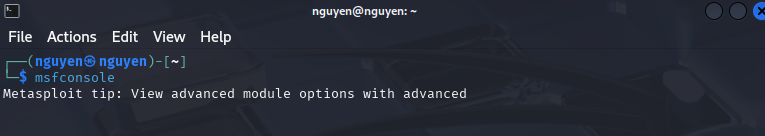 nguyen@nguyen: ~
File Actions Edit View Help
┌──(nguyen㉿nguyen)-[~]
└─$ msfconsole
Metasploit tip: View advanced module options with advanced